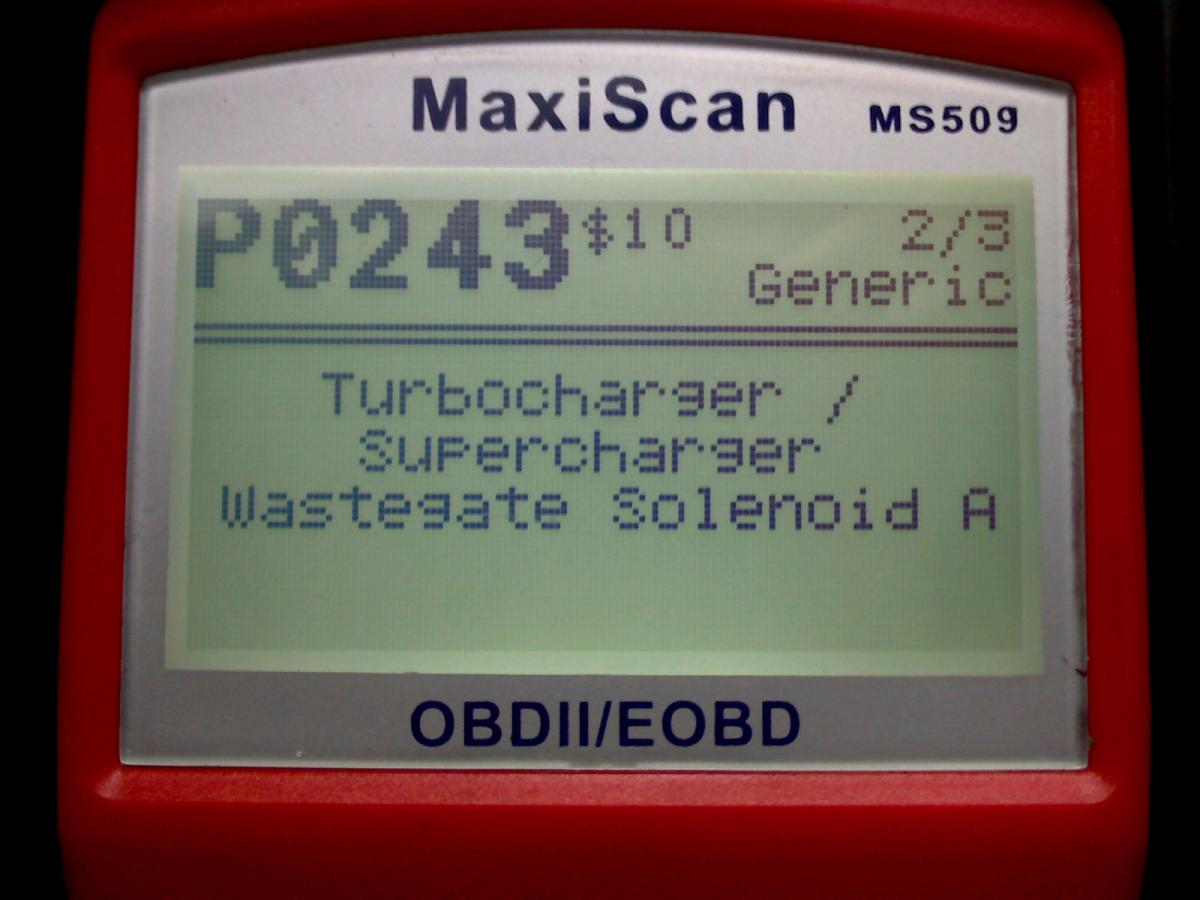 MaxiScan MS509
P0243 $10 2/3
Generic
Turbocharger /
Supercharger
Wastegate Solenoid A
OBDII/EOBD